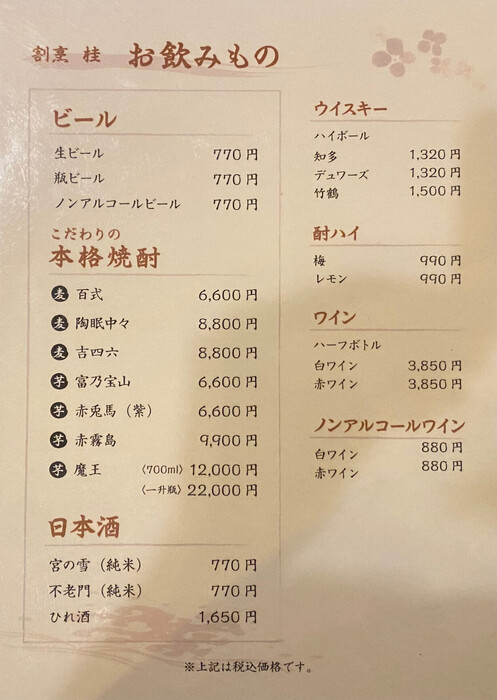 割烹 桂 お飲みもの
ビール
生ビール 770円
瓶ビール 770円
ノンアルコールビール 770円
こだわりの
本格焼酎
麦 百式 6,600円
麦 陶眠中々 8,800円
麦 吉四六 8,800円
芋 富乃宝山 6,600円
芋 赤兎馬（紫） 6,600円
芋 赤霧島 9,900円
芋 魔王 〈700ml〉 12,000円
〈一升瓶〉 22,000円
日本酒
宮の雪（純米） 770円
不老門（純米） 770円
ひれ酒 1,650円
ウイスキー
ハイボール
知多 1,320円
デュワーズ 1,320円
竹鶴 1,500円
酎ハイ
梅 990円
レモン 990円
ワイン
ハーフボトル
白ワイン 3,850円
赤ワイン 3,850円
ノンアルコールワイン
白ワイン 880円
赤ワイン 880円
※上記は税込価格です。